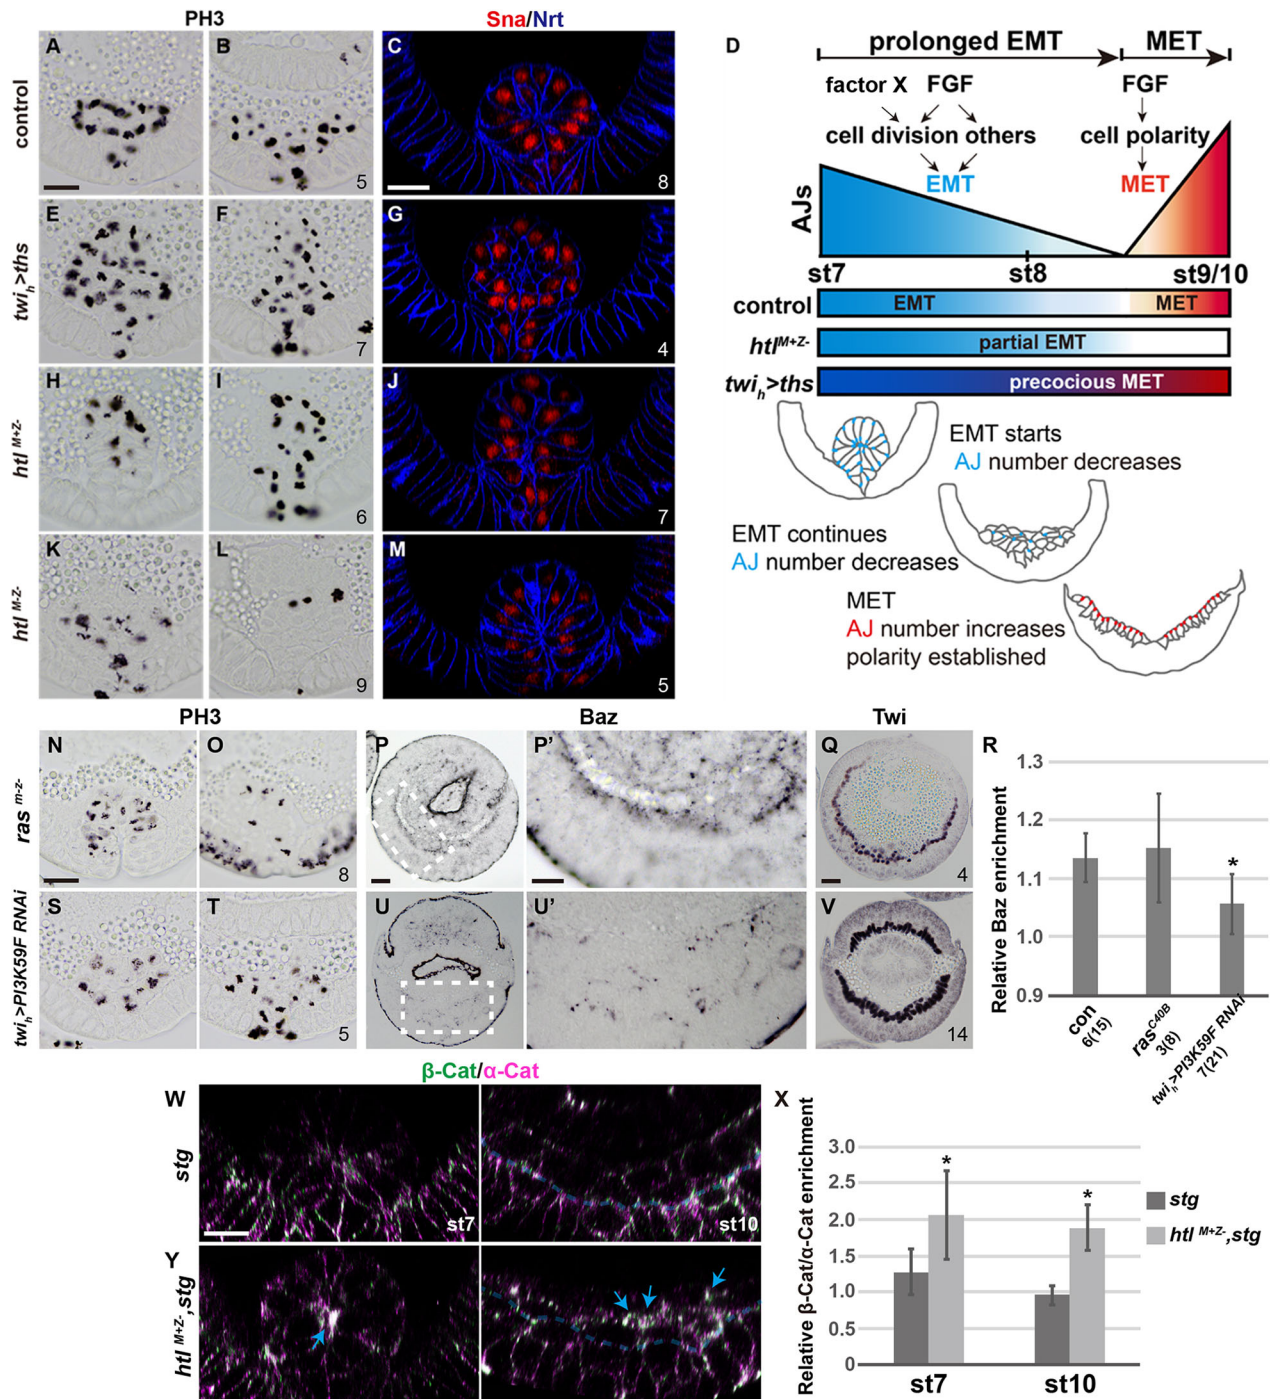 PH3
Sna/Nrt
control
A
B
5
C
8
twih>ths
E
F
7
G
4
htl M+Z-
H
I
6
J
7
htl M-Z-
K
L
9
M
5
D
prolonged EMT
MET
factor X
FGF
FGF
cell division others
cell polarity
EMT
MET
AJs
st7
st8
st9/10
control
EMT
MET
htlM+Z-
partial EMT
twih>ths
precocious MET
EMT starts
AJ number decreases
EMT continues
AJ number decreases
MET
AJ number increases
polarity established
PH3
Baz
Twi
ras m-z-
N
O
8
P
P'
Q
4
twih>PI3K59F RNAi
S
T
5
U
U'
V
14
R
Relative Baz enrichment
1.3
1.2
1.1
1.0
0.9
*
con
6(15)
rasC40B
3(8)
twih>PI3K59F RNAi
7(21)
β-Cat/α-Cat
stg
W
st7
st10
htl M+Z-,stg
Y
X
Relative β-Cat/α-Cat enrichment
3.0
2.5
2.0
1.5
1.0
0.5
0
*
*
st7
st10
stg
htl M+Z-,stg